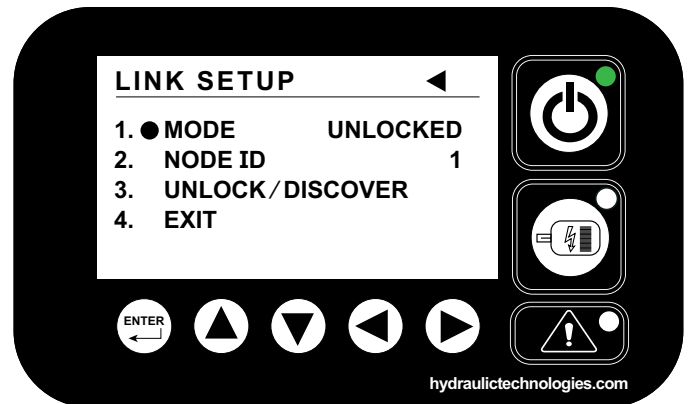 LINK SETUP
1. MODE UNLOCKED
2. NODE ID 1
3. UNLOCK/DISCOVER
4. EXIT
ENTER
hydraulictechnologies.com